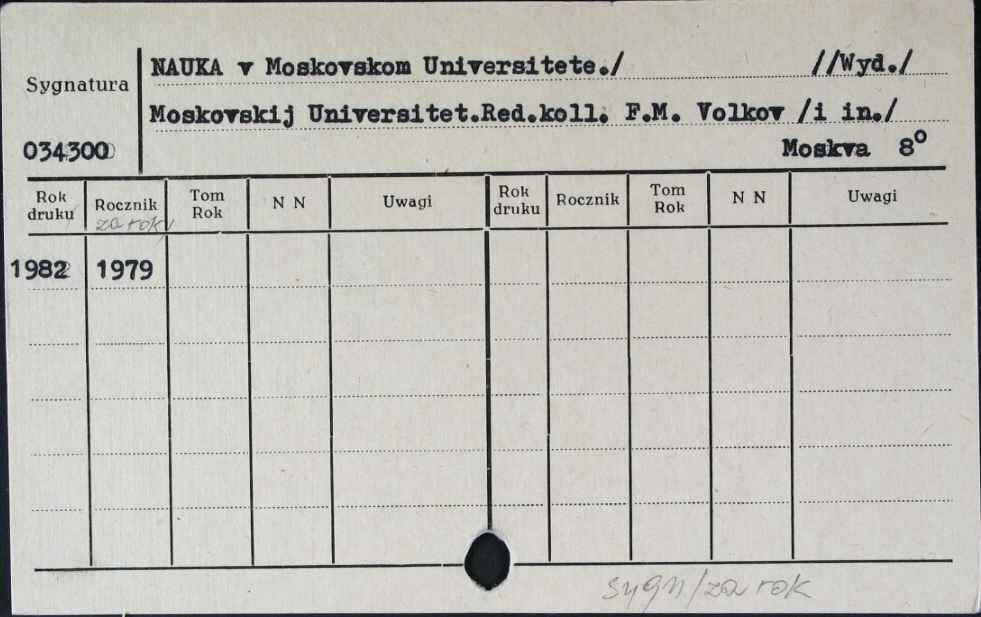 NAUKA v Moskovskom Universitete./ //Wyd./
Sygnatura
Moskovskij Universitet.Red.koll. F.M. Volkov /i in./
034300 Moskva 8°
Rok druku Rocznik Tom Rok N N Uwagi Rok druku Rocznik Tom Rok N N Uwagi
za rok
1982 1979
sygn/za rok